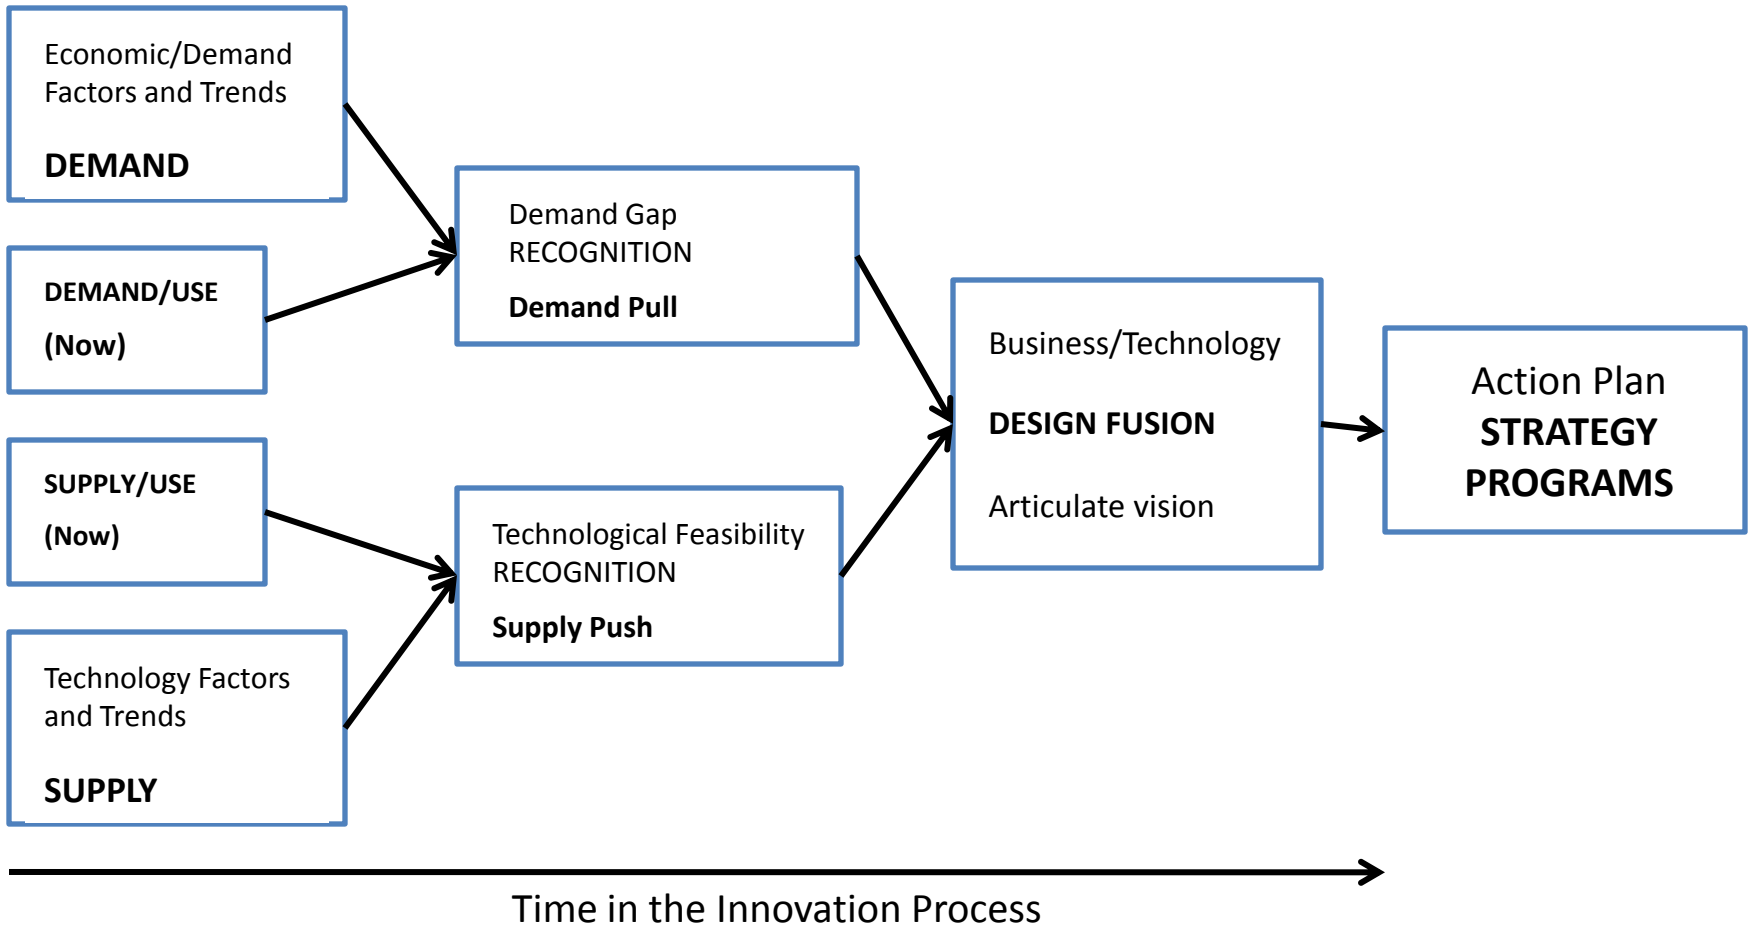 Economic/Demand
Factors and Trends
DEMAND
DEMAND/USE
(Now)
SUPPLY/USE
(Now)
Technology Factors
and Trends
SUPPLY
Demand Gap
RECOGNITION
Demand Pull
Technological Feasibility
RECOGNITION
Supply Push
Business/Technology
DESIGN FUSION
Articulate vision
Action Plan
STRATEGY
PROGRAMS
Time in the Innovation Process